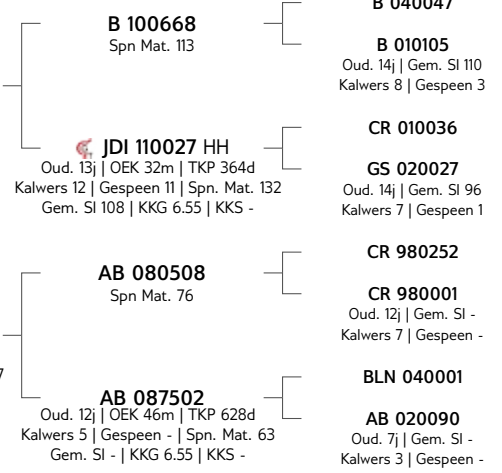 B 040047
B 100668
Spn Mat. 113
B 010105
Oud. 14j | Gem. SI 110
Kalwers 8 | Gespeen 3
CR 010036
JDI 110027 HH
Oud. 13j | OEK 32m | TKP 364d
Kalwers 12 | Gespeen 11 | Spn. Mat. 132
Gem. SI 108 | KKG 6.55 | KKS -
GS 020027
Oud. 14j | Gem. SI 96
Kalwers 7 | Gespeen 1
CR 980252
AB 080508
Spn Mat. 76
CR 980001
Oud. 12j | Gem. SI -
Kalwers 7 | Gespeen -
7
BLN 040001
AB 087502
Oud. 12j | OEK 46m | TKP 628d
Kalwers 5 | Gespeen - | Spn. Mat. 63
Gem. SI - | KKG 6.55 | KKS -
AB 020090
Oud. 7j | Gem. SI -
Kalwers 3 | Gespeen -